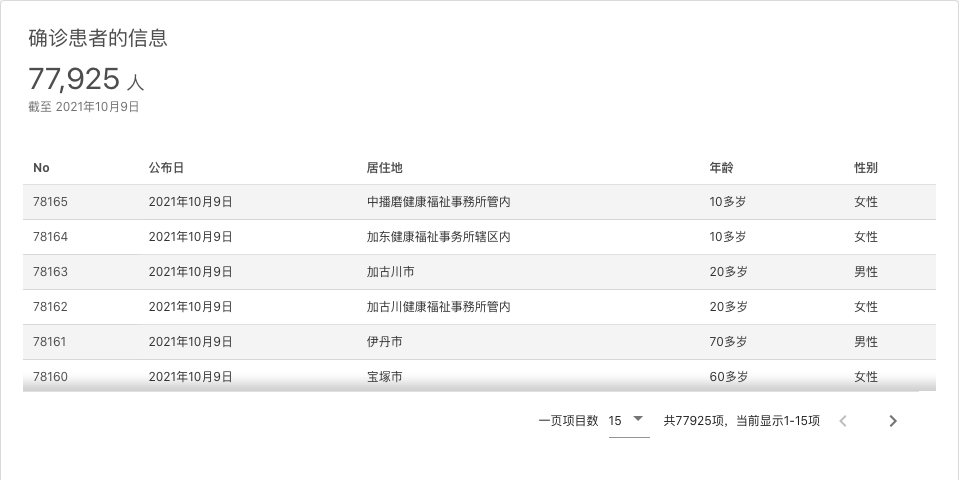 确诊患者的信息
77,925 人
截至 2021年10月9日
No 公布日 居住地 年龄 性别
78165 2021年10月9日 中播磨健康福祉事務所管内 10多岁 女性
78164 2021年10月9日 加东健康福祉事务所辖区内 10多岁 女性
78163 2021年10月9日 加古川市 20多岁 男性
78162 2021年10月9日 加古川健康福祉事務所管内 20多岁 女性
78161 2021年10月9日 伊丹市 70多岁 男性
78160 2021年10月9日 宝塚市 60多岁 女性
一页项目数 15 共77925项，当前显示1-15项